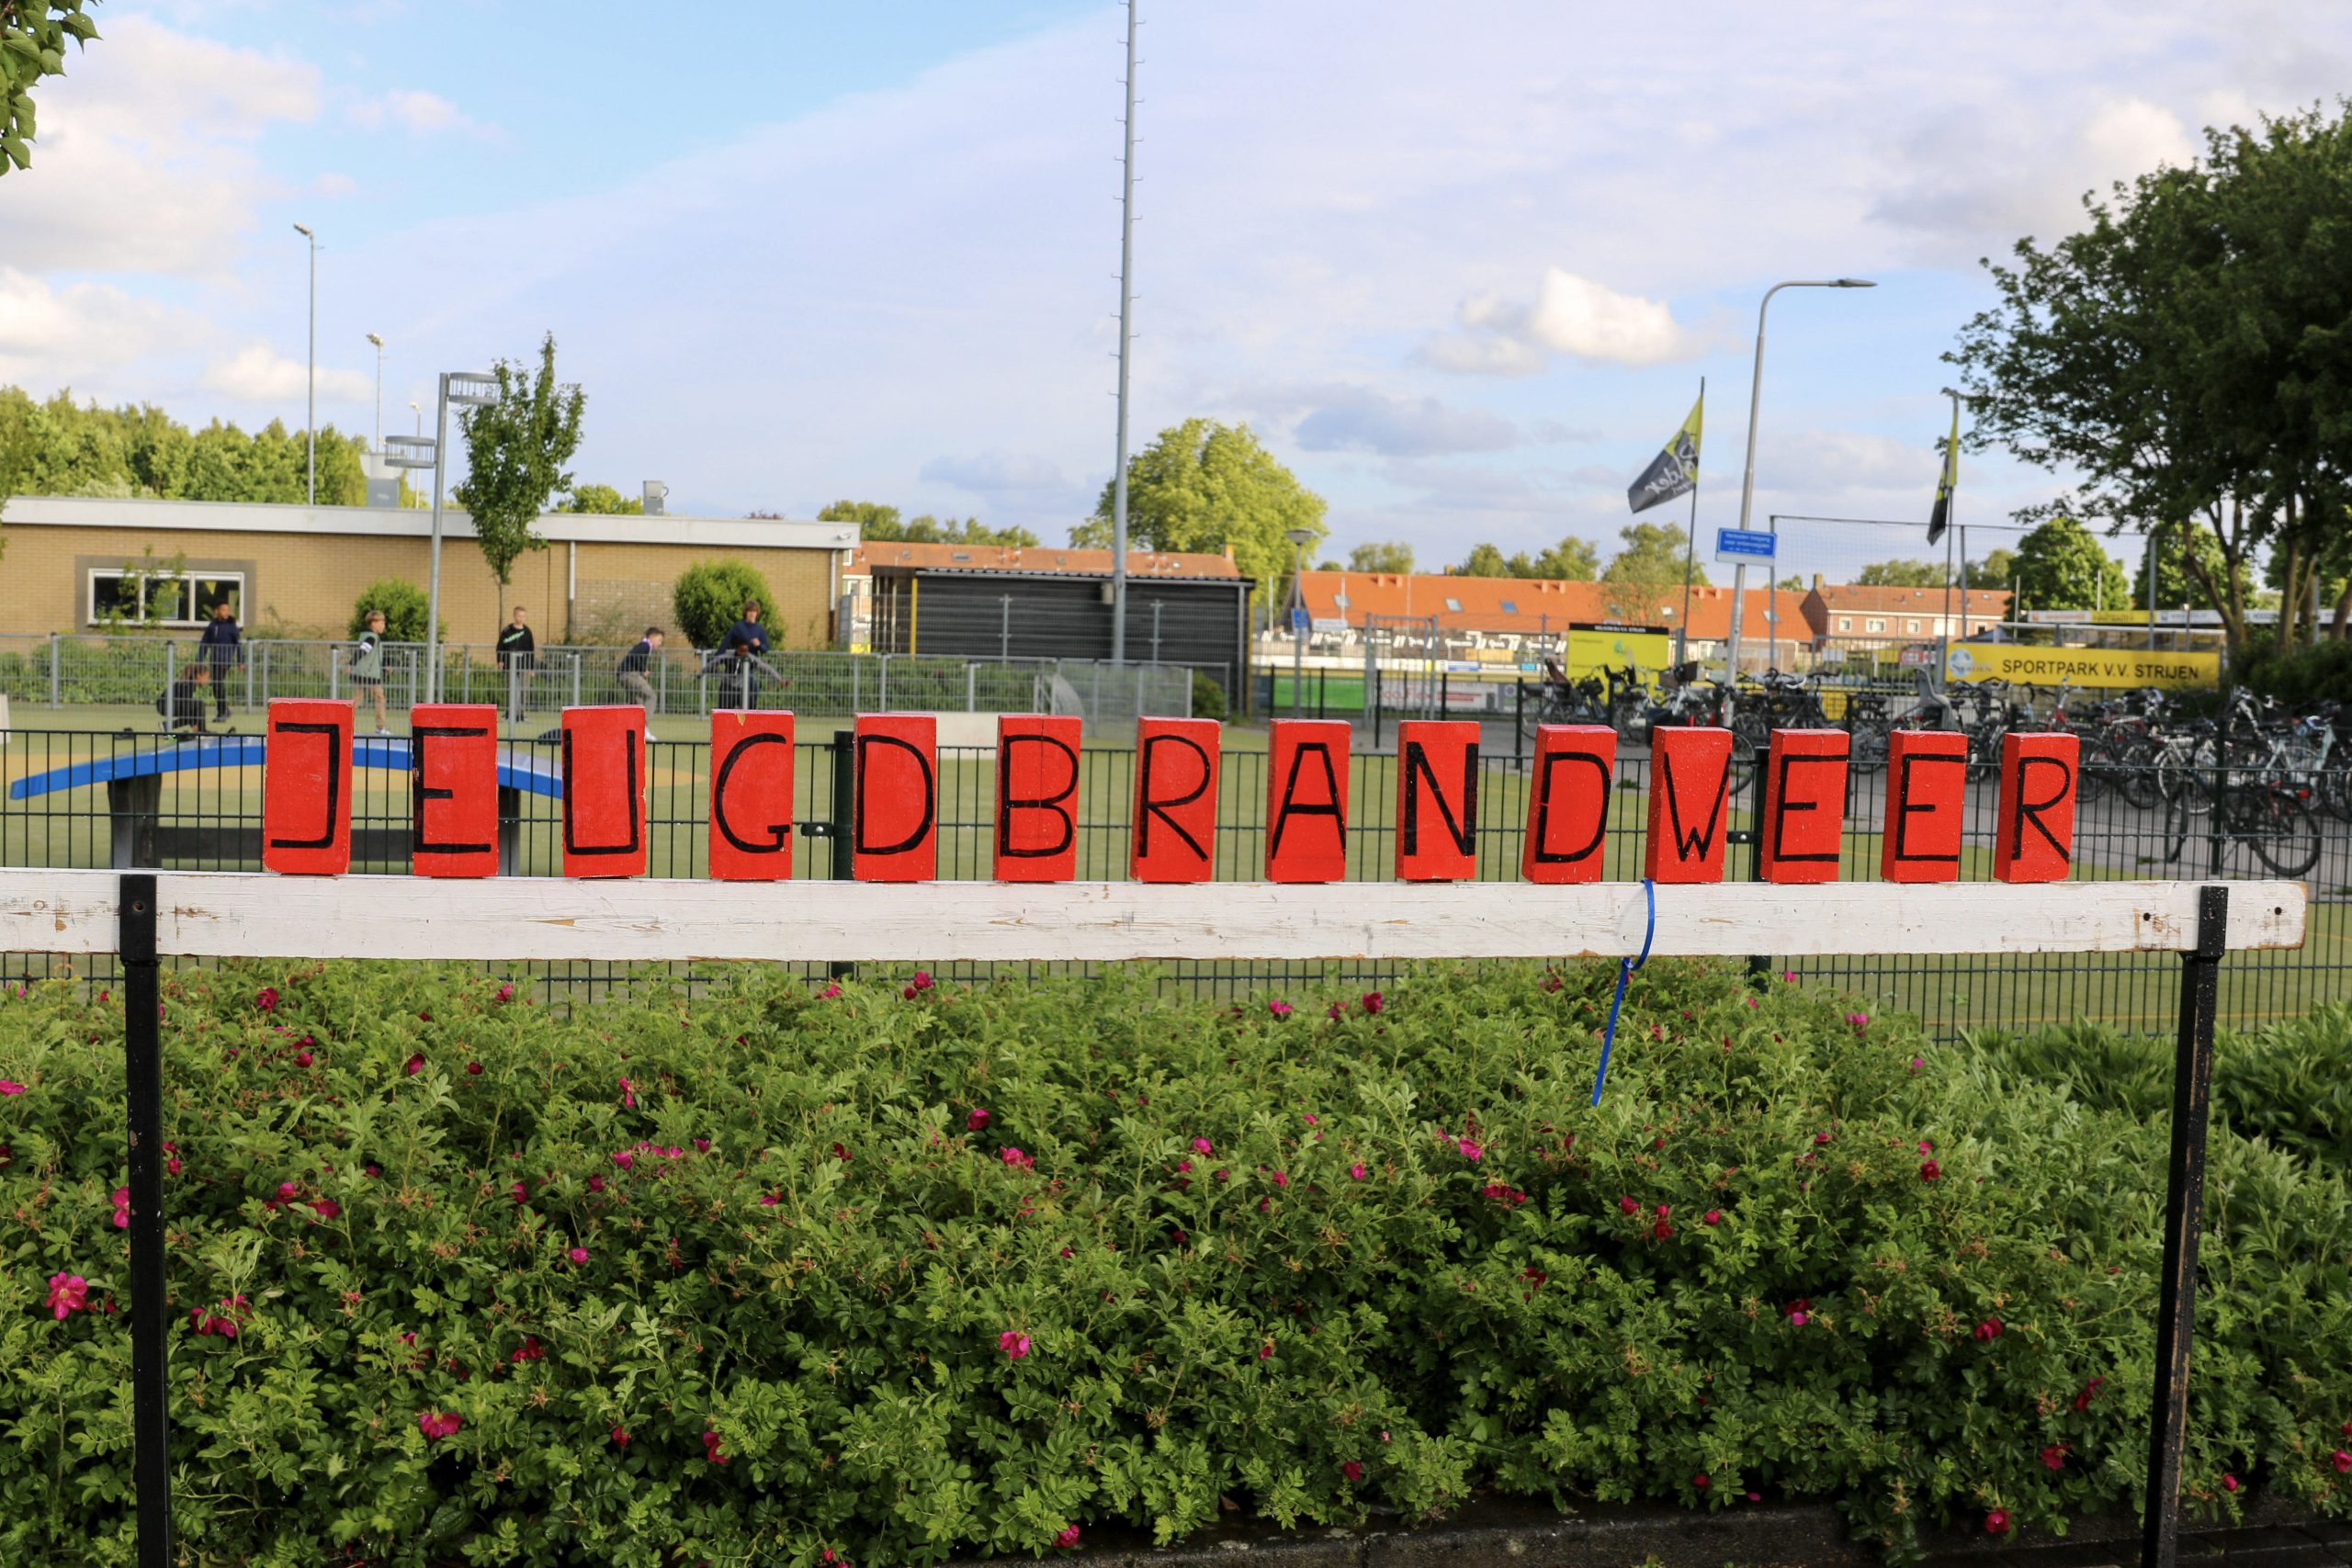 JEUGDBRANDWEER
SPORTPARK V.V. STRIJEN